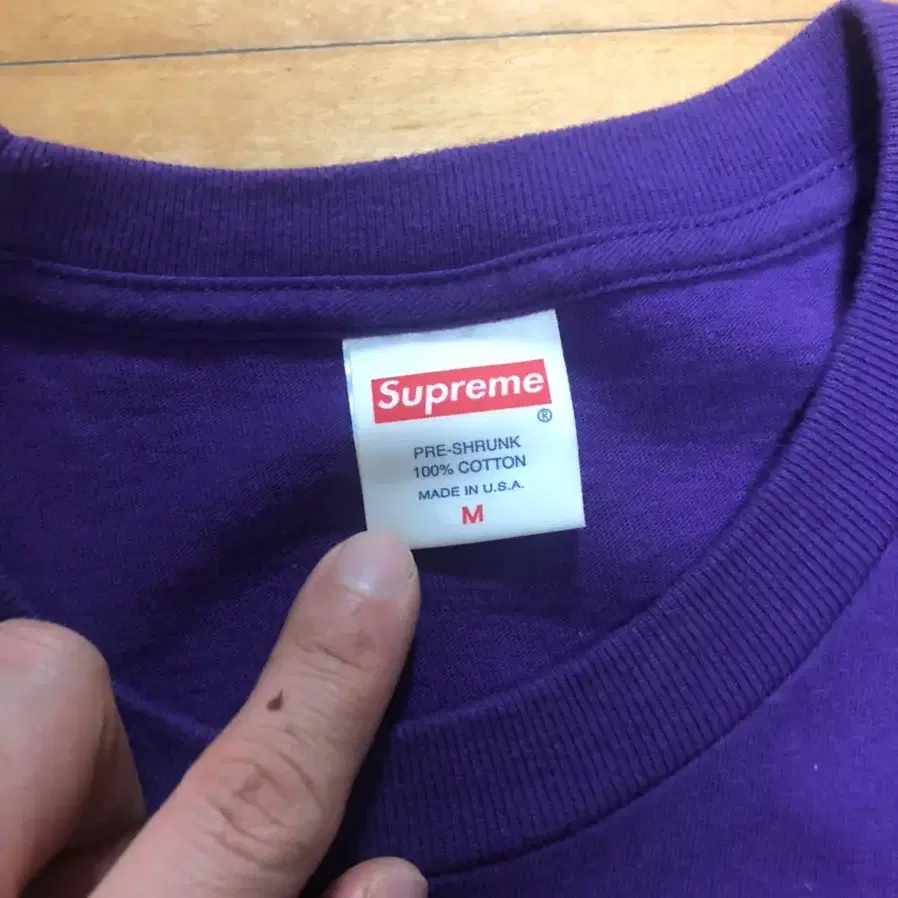 Supreme
®
PRE-SHRUNK
100% COTTON
MADE IN U.S.A.
M